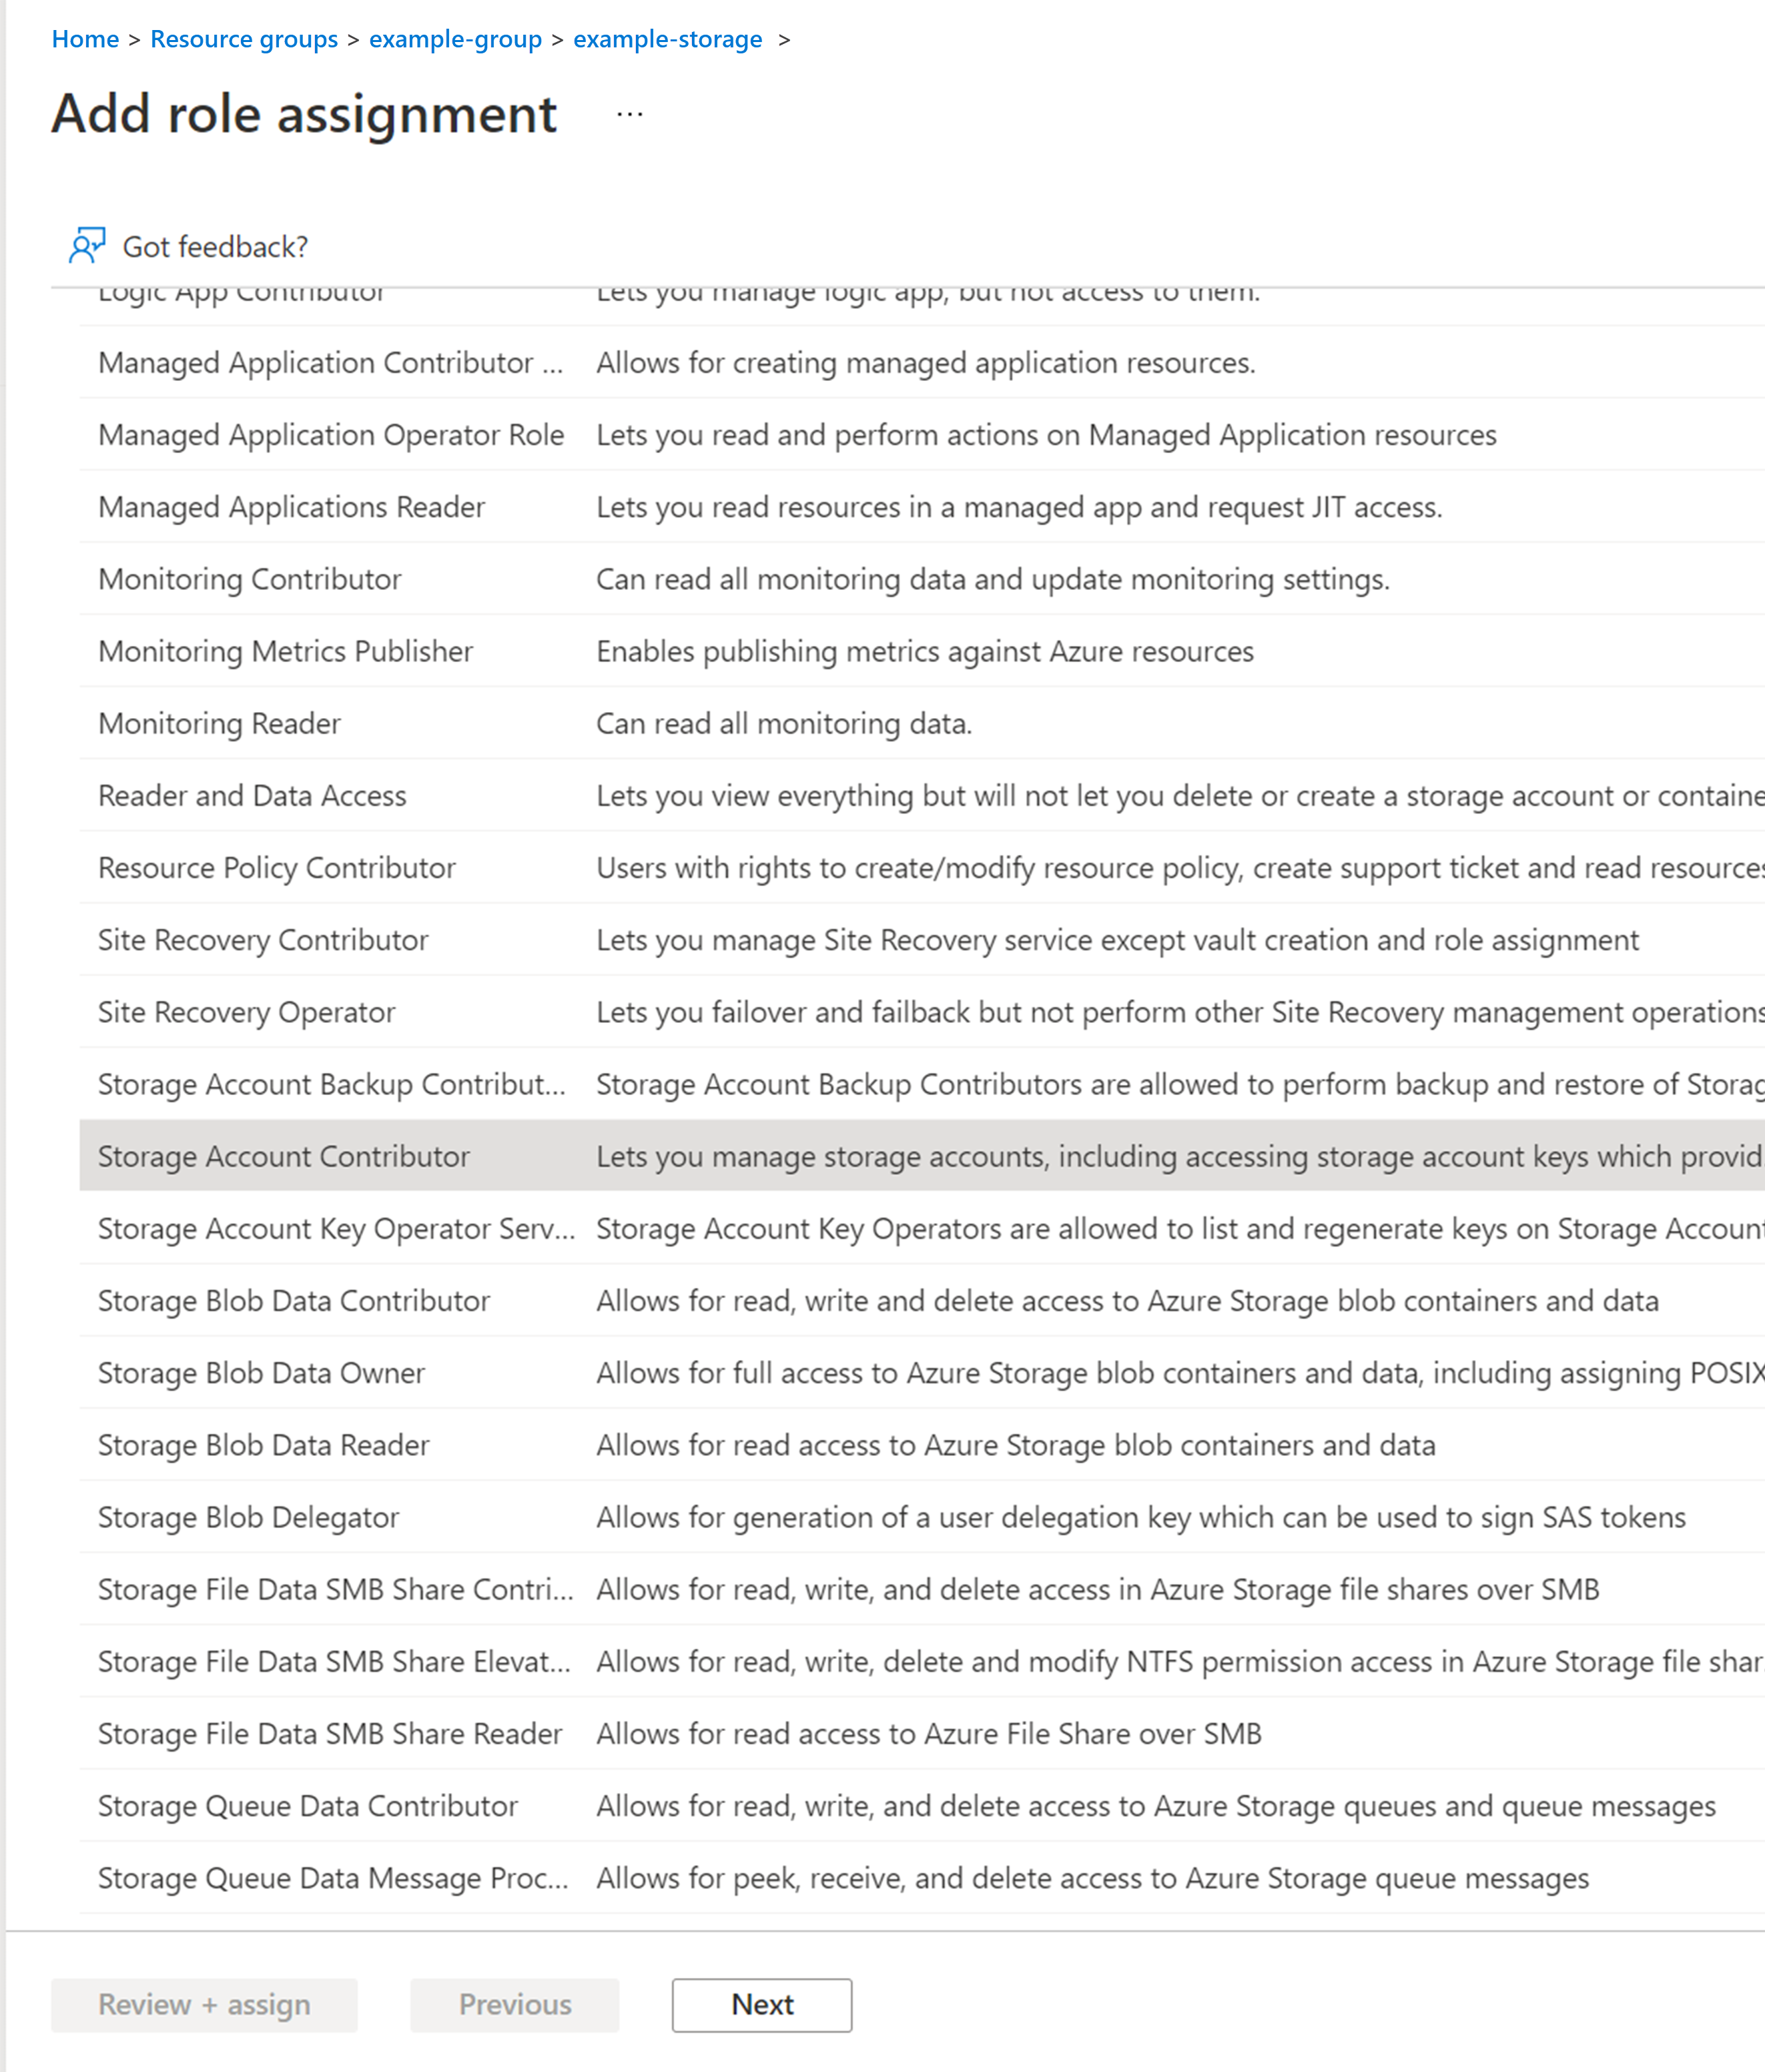 Home > Resource groups > example-group > example-storage >
Add role assignment ...
Got feedback?
Logic App Contributor Lets you manage logic app, but not access to them.
Managed Application Contributor ... Allows for creating managed application resources.
Managed Application Operator Role Lets you read and perform actions on Managed Application resources
Managed Applications Reader Lets you read resources in a managed app and request JIT access.
Monitoring Contributor Can read all monitoring data and update monitoring settings.
Monitoring Metrics Publisher Enables publishing metrics against Azure resources
Monitoring Reader Can read all monitoring data.
Reader and Data Access Lets you view everything but will not let you delete or create a storage account or containe
Resource Policy Contributor Users with rights to create/modify resource policy, create support ticket and read resources
Site Recovery Contributor Lets you manage Site Recovery service except vault creation and role assignment
Site Recovery Operator Lets you failover and failback but not perform other Site Recovery management operations
Storage Account Backup Contribut... Storage Account Backup Contributors are allowed to perform backup and restore of Storag
Storage Account Contributor Lets you manage storage accounts, including accessing storage account keys which provid
Storage Account Key Operator Serv... Storage Account Key Operators are allowed to list and regenerate keys on Storage Account
Storage Blob Data Contributor Allows for read, write and delete access to Azure Storage blob containers and data
Storage Blob Data Owner Allows for full access to Azure Storage blob containers and data, including assigning POSIX
Storage Blob Data Reader Allows for read access to Azure Storage blob containers and data
Storage Blob Delegator Allows for generation of a user delegation key which can be used to sign SAS tokens
Storage File Data SMB Share Contri... Allows for read, write, and delete access in Azure Storage file shares over SMB
Storage File Data SMB Share Elevat... Allows for read, write, delete and modify NTFS permission access in Azure Storage file shar
Storage File Data SMB Share Reader Allows for read access to Azure File Share over SMB
Storage Queue Data Contributor Allows for read, write, and delete access to Azure Storage queues and queue messages
Storage Queue Data Message Proc... Allows for peek, receive, and delete access to Azure Storage queue messages
Review + assign Previous Next